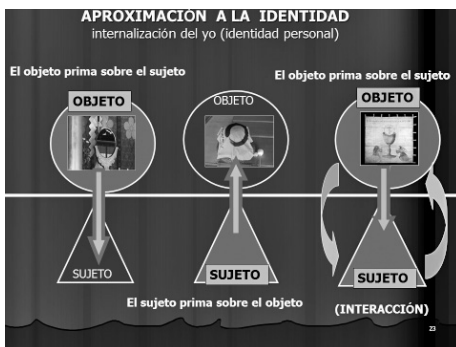 APROXIMACIÓN A LA IDENTIDAD
internalización del yo (identidad personal)
El objeto prima sobre el sujeto
El objeto prima sobre el sujeto
OBJETO
OBJETO
OBJETO
SUJETO
SUJETO
SUJETO
El sujeto prima sobre el objeto
(INTERACCIÓN)
23